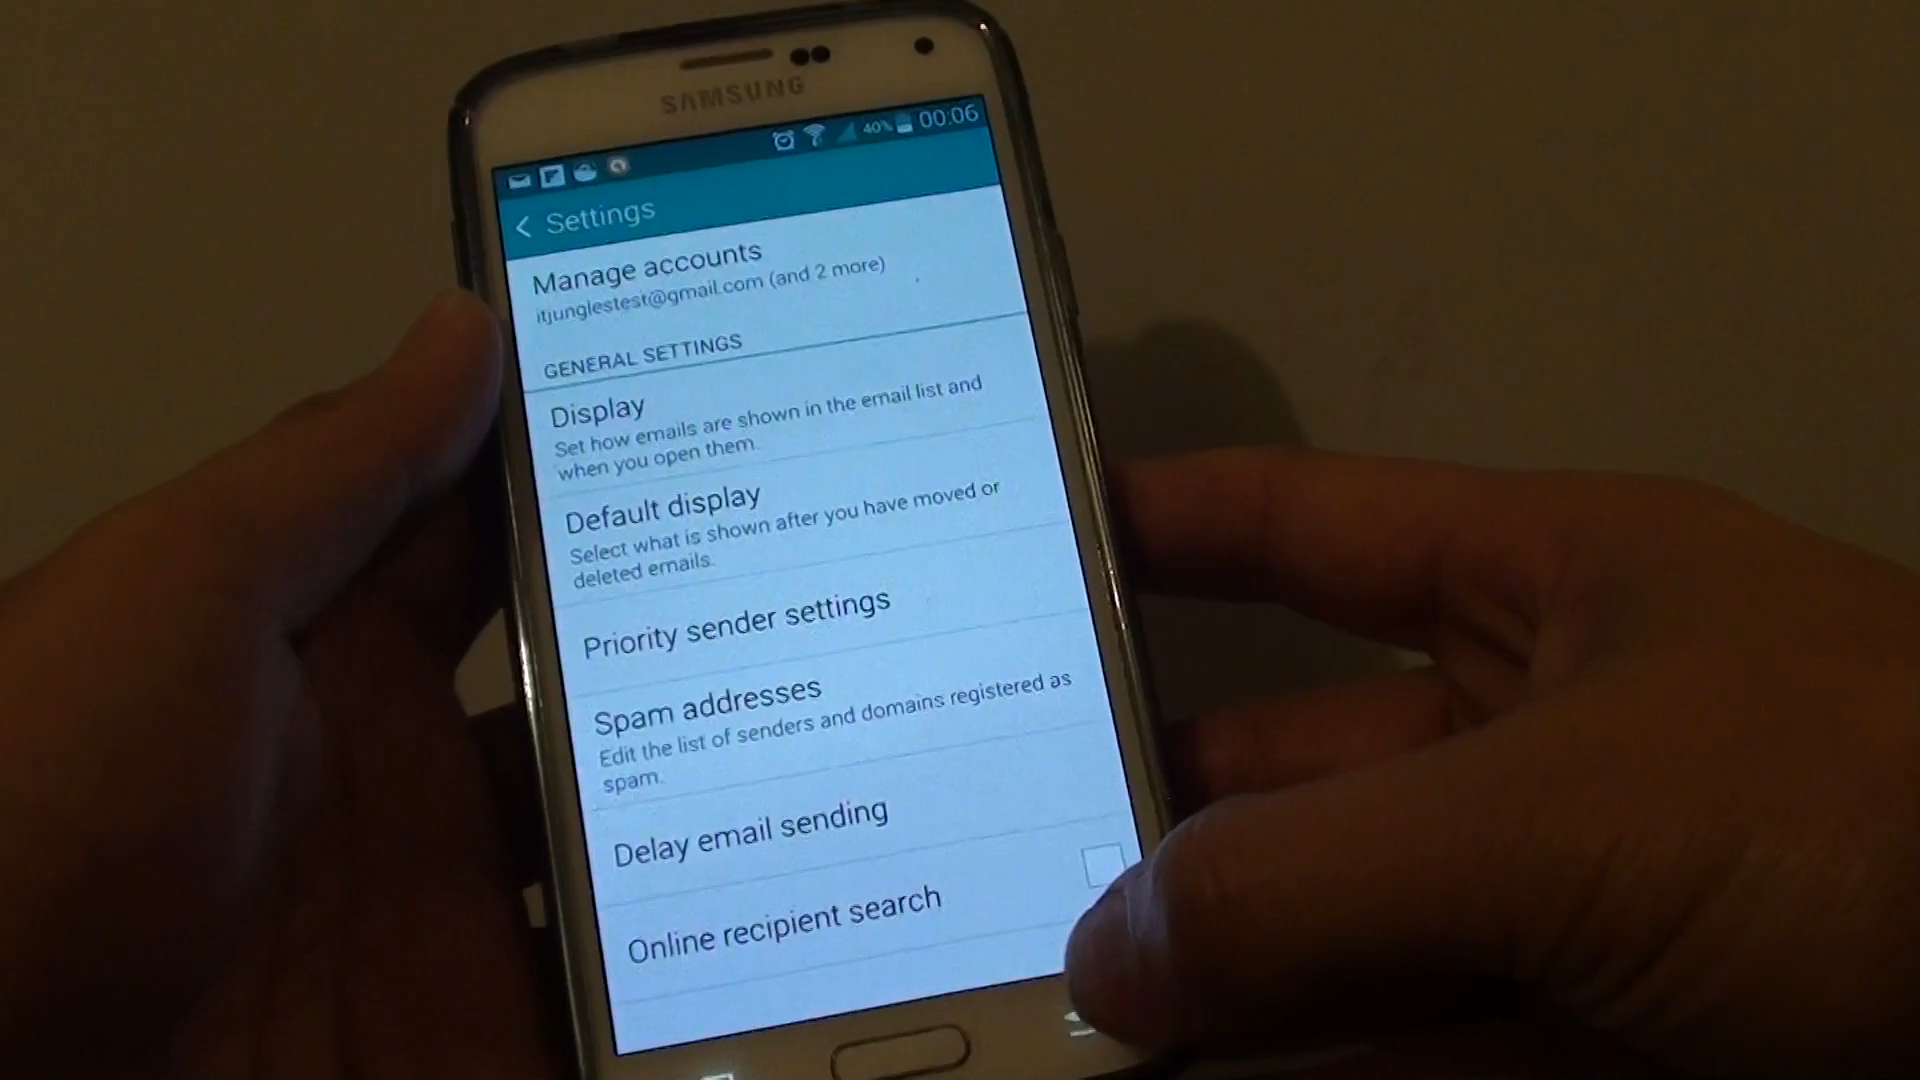 SAMSUNG
40% 00:06
Settings
Manage accounts
itjunglestest@gmail.com (and 2 more)
GENERAL SETTINGS
Display
Set how emails are shown in the email list and
when you open them.
Default display
Select what is shown after you have moved or
deleted emails.
Priority sender settings
Spam addresses
Edit the list of senders and domains registered as
spam.
Delay email sending
Online recipient search